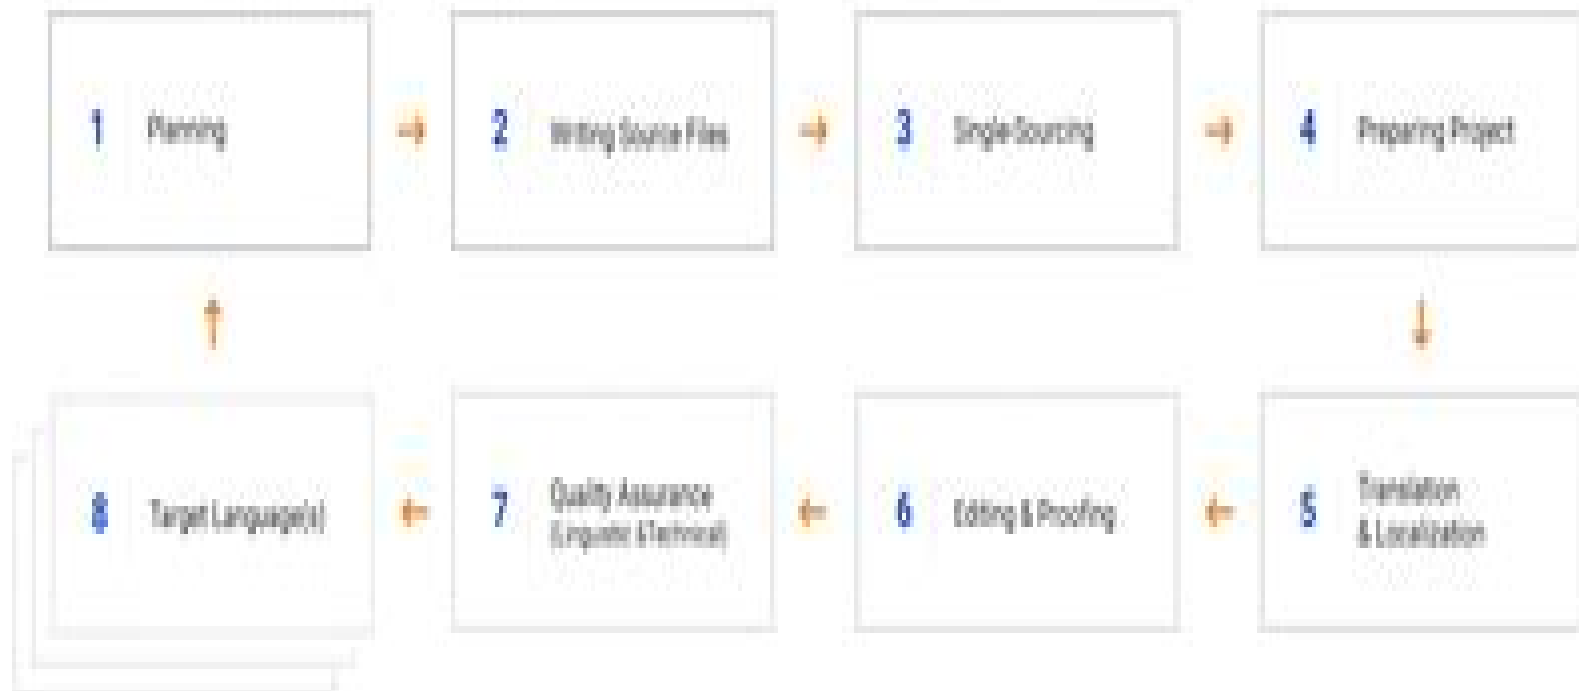 1 Planning
2 Writing Source Files
3 Single Sourcing
4 Preparing Project
8 Target Language(s)
7 Quality Assurance
(Linguistic & Technical)
6 Editing & Proofing
5 Translation
& Localization